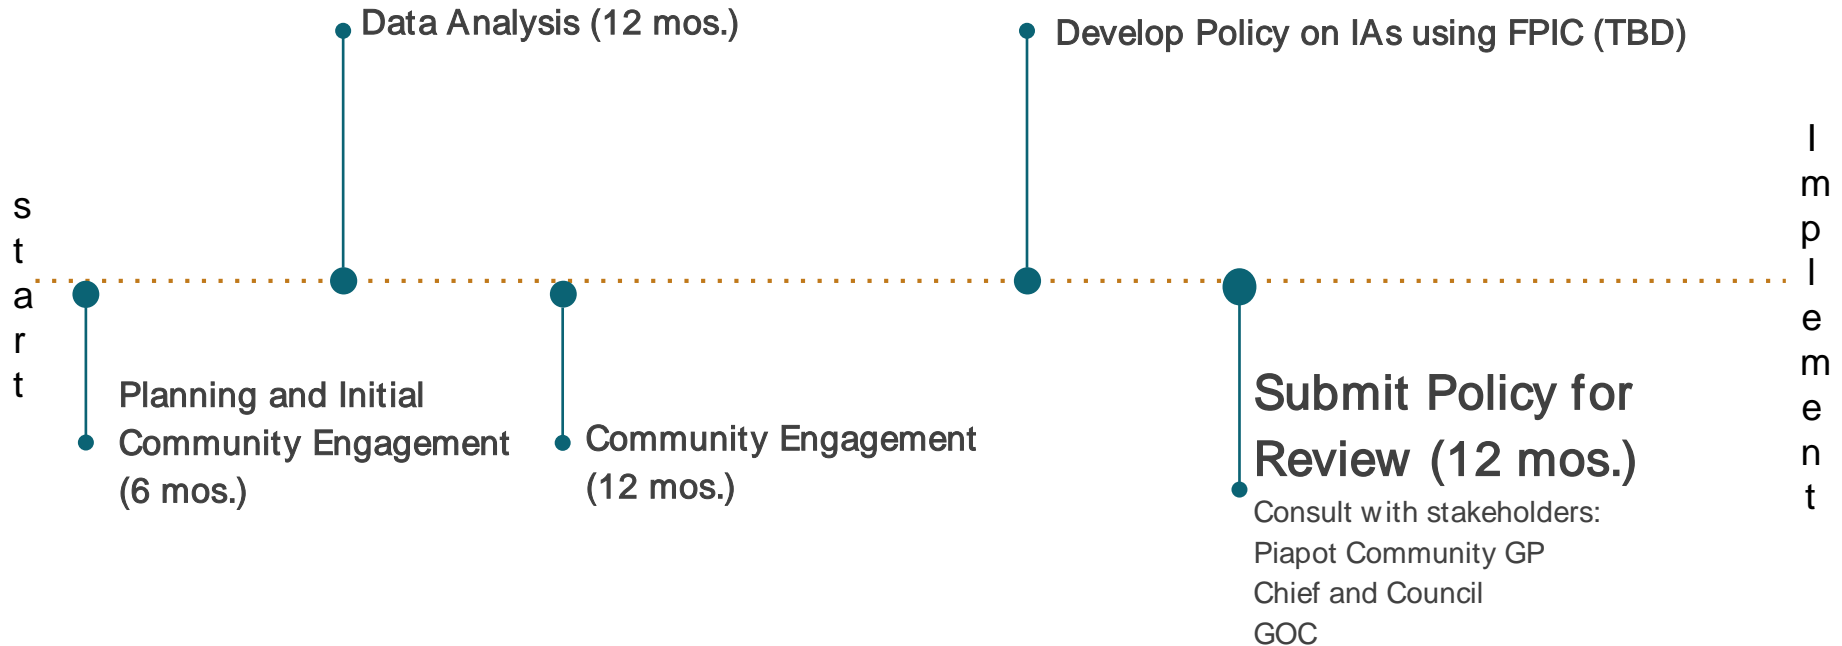 start
Data Analysis (12 mos.)
Develop Policy on IAs using FPIC (TBD)
Planning and Initial
Community Engagement
(6 mos.)
Community Engagement
(12 mos.)
Submit Policy for
Review (12 mos.)
Consult with stakeholders:
Piapot Community GP
Chief and Council
GOC
Implement